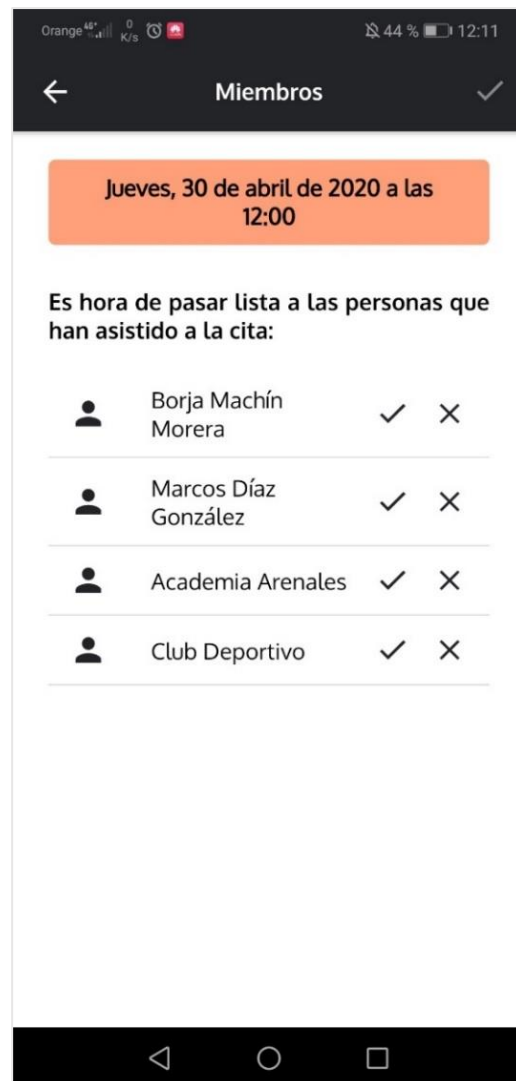 Orange 4G+ 0 K/s 44 % 12:11
Miembros
Jueves, 30 de abril de 2020 a las
12:00
Es hora de pasar lista a las personas que
han asistido a la cita:
Borja Machín
Morera
Marcos Díaz
González
Academia Arenales
Club Deportivo